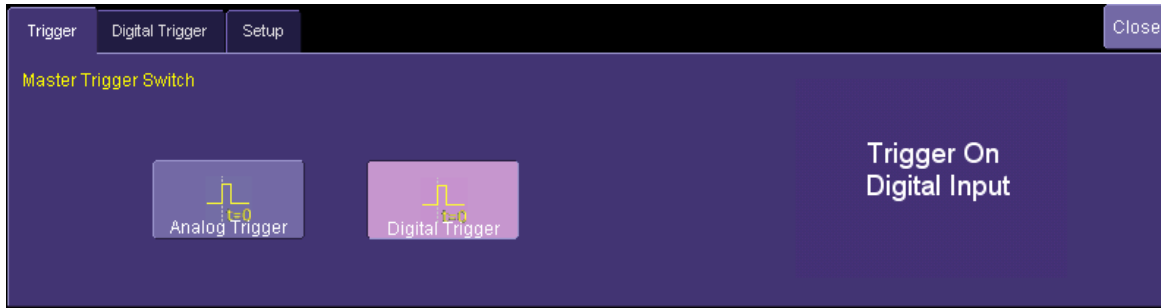 Trigger
Digital Trigger
Setup
Close
Master Trigger Switch
t=0
Analog Trigger
t=0
Digital Trigger
Trigger On
Digital Input